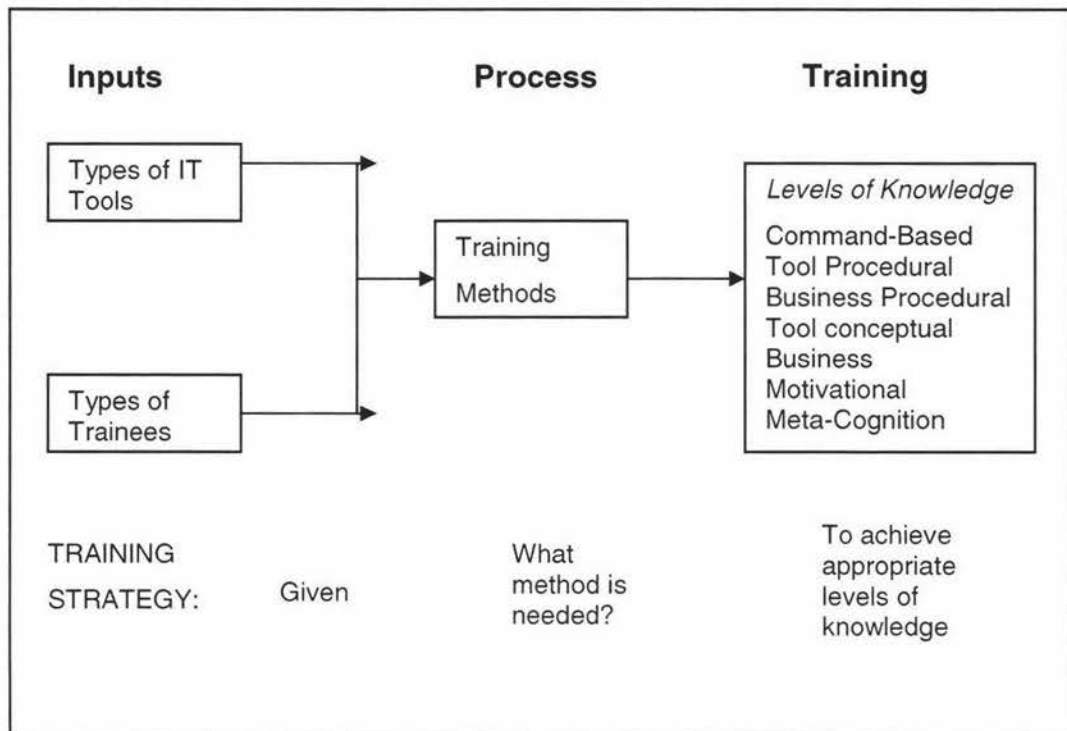 Inputs
Process
Training
Types of IT
Tools
Types of
Trainees
Training
Methods
Levels of Knowledge
Command-Based
Tool Procedural
Business Procedural
Tool conceptual
Business
Motivational
Meta-Cognition
TRAINING
STRATEGY:
Given
What
method is
needed?
To achieve
appropriate
levels of
knowledge